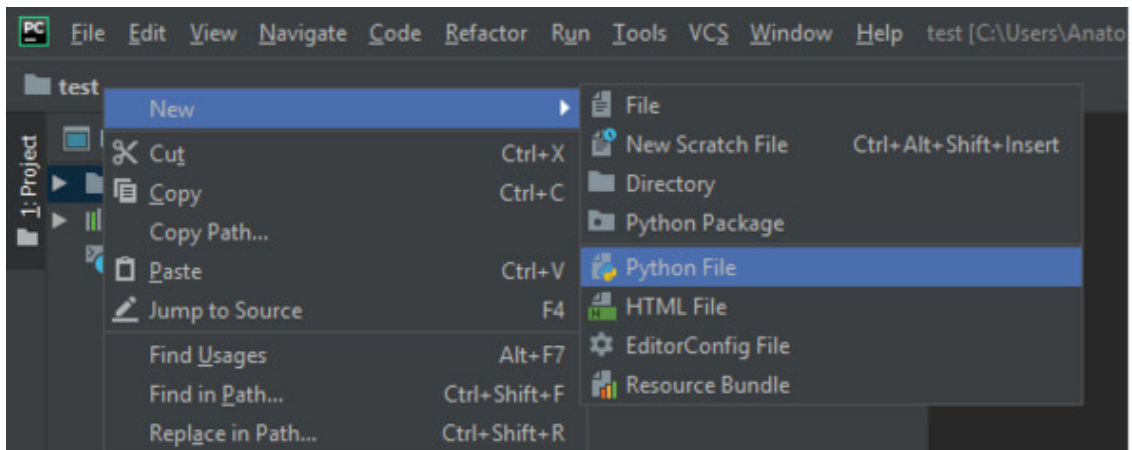 PC File Edit View Navigate Code Refactor Run Tools VCS Window Help test [C:\Users\Anato
test
1: Project
New
Cut Ctrl+X
Copy Ctrl+C
Copy Path...
Paste Ctrl+V
Jump to Source F4
Find Usages Alt+F7
Find in Path... Ctrl+Shift+F
Replace in Path... Ctrl+Shift+R
File
New Scratch File Ctrl+Alt+Shift+Insert
Directory
Python Package
Python File
HTML File
EditorConfig File
Resource Bundle